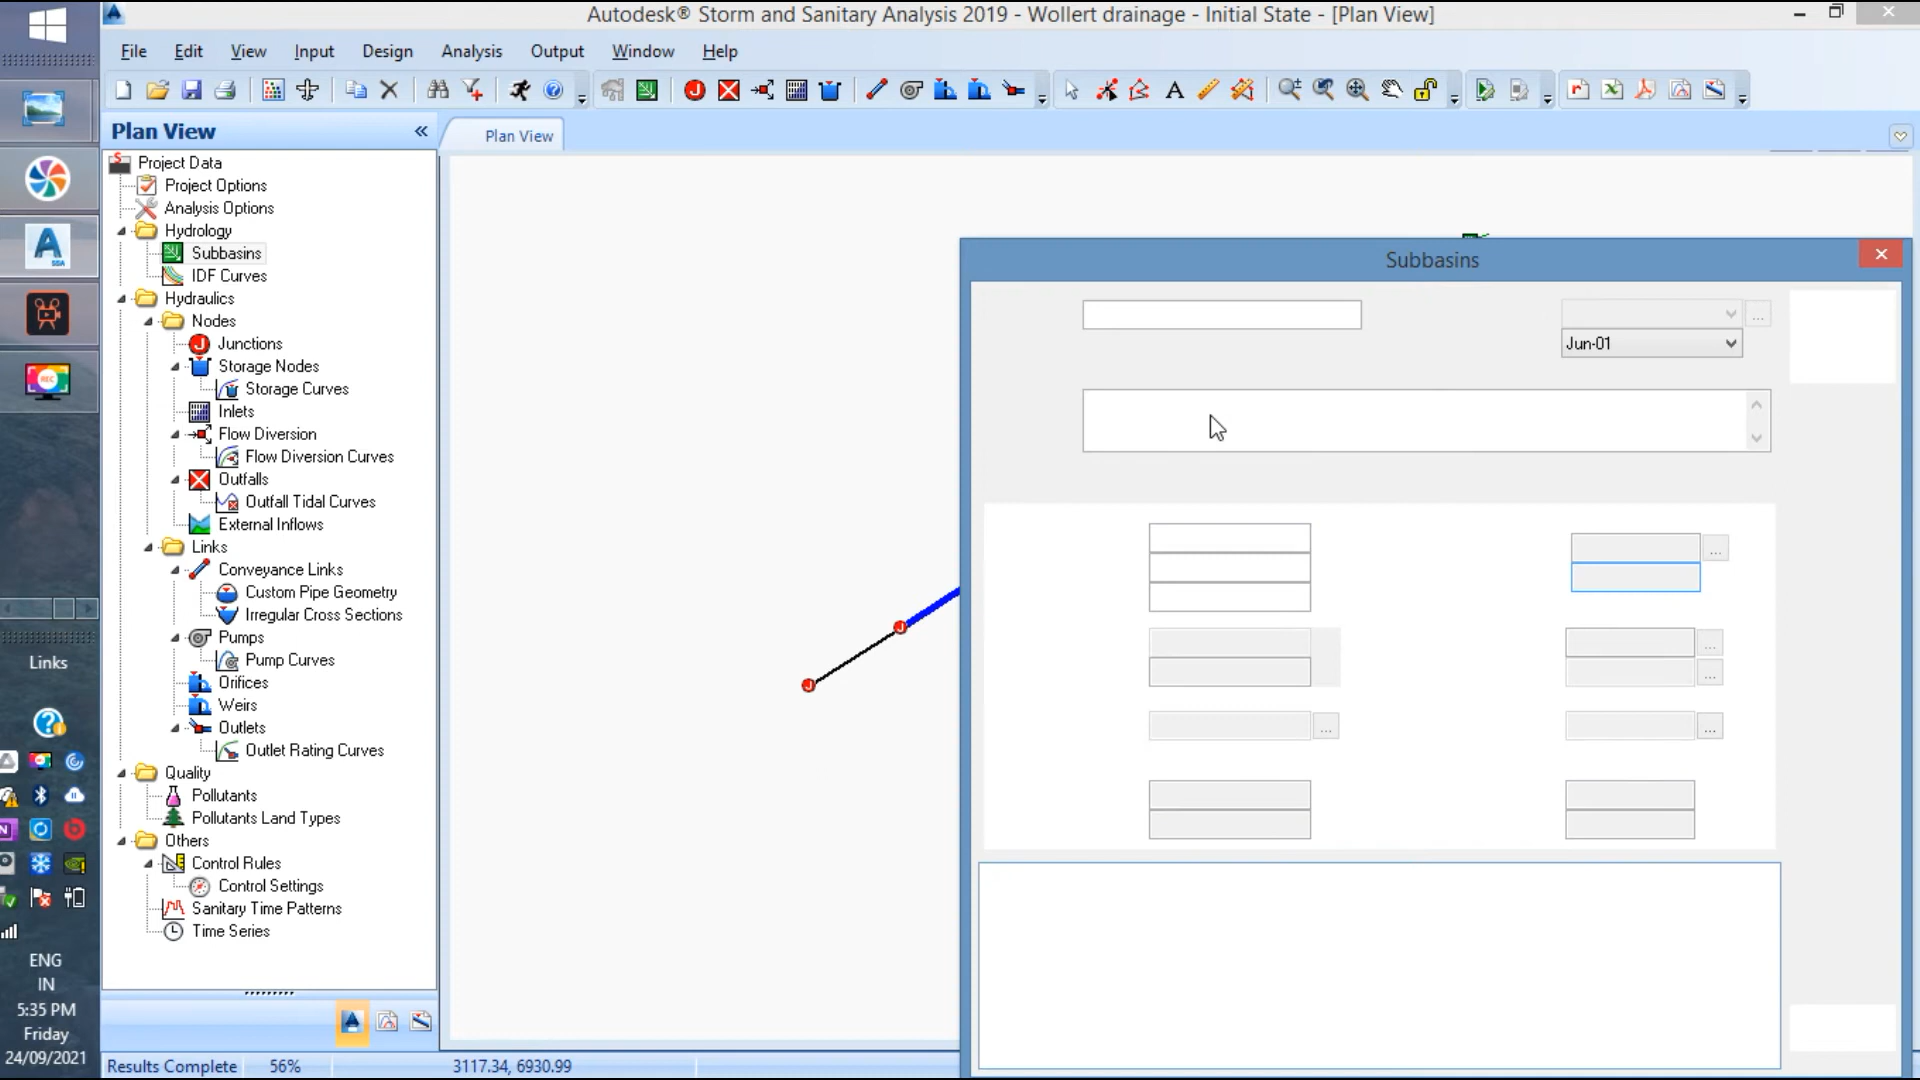 Autodesk® Storm and Sanitary Analysis 2019 - Wollert drainage - Initial State - [Plan View]
File Edit View Input Design Analysis Output Window Help
Plan View
Plan View
Project Data
Project Options
Analysis Options
Hydrology
Subbasins
IDF Curves
Hydraulics
Nodes
Junctions
Storage Nodes
Storage Curves
Inlets
Flow Diversion
Flow Diversion Curves
Outfalls
Outfall Tidal Curves
External Inflows
Links
Conveyance Links
Custom Pipe Geometry
Irregular Cross Sections
Pumps
Pump Curves
Orifices
Weirs
Outlets
Outlet Rating Curves
Quality
Pollutants
Pollutants Land Types
Others
Control Rules
Control Settings
Sanitary Time Patterns
Time Series
Subbasins
Jun-01
Links
ENG
IN
5:35 PM
Friday
24/09/2021
Results Complete 56% 3117.34, 6930.99